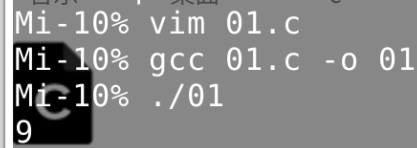 Mi-10% vim 01.c
Mi-10% gcc 01.c -o 01
Mi-10% ./01
9